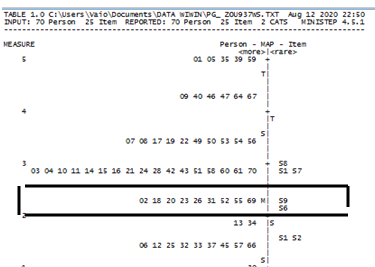 TABLE 1.0 C:\Users\Vaio\Documents\DATA WIWIN\PG_ ZOU937WS.TXT Aug 12 2020 22:50
INPUT: 70 Person 25 Item REPORTED: 70 Person 25 Item 2 CATS MINISTEP 4.5.1
MEASURE Person - MAP - Item
<more>|<rare>
5 01 05 35 39 59 +
T|
09 40 46 47 64 67 |
4 +
|T
S|
07 08 17 19 22 49 50 53 54 56 |
3 + S8
03 04 10 11 14 15 16 21 24 28 42 43 51 58 60 61 70 | S1 S7
02 18 20 23 26 31 52 55 69 M| S9
| S6
2 +
13 34 |S
| S1 S2
06 12 25 32 33 37 45 57 66 |
S|